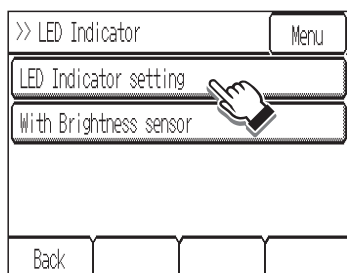 >> LED Indicator
Menu
LED Indicator setting
With Brightness sensor
Back